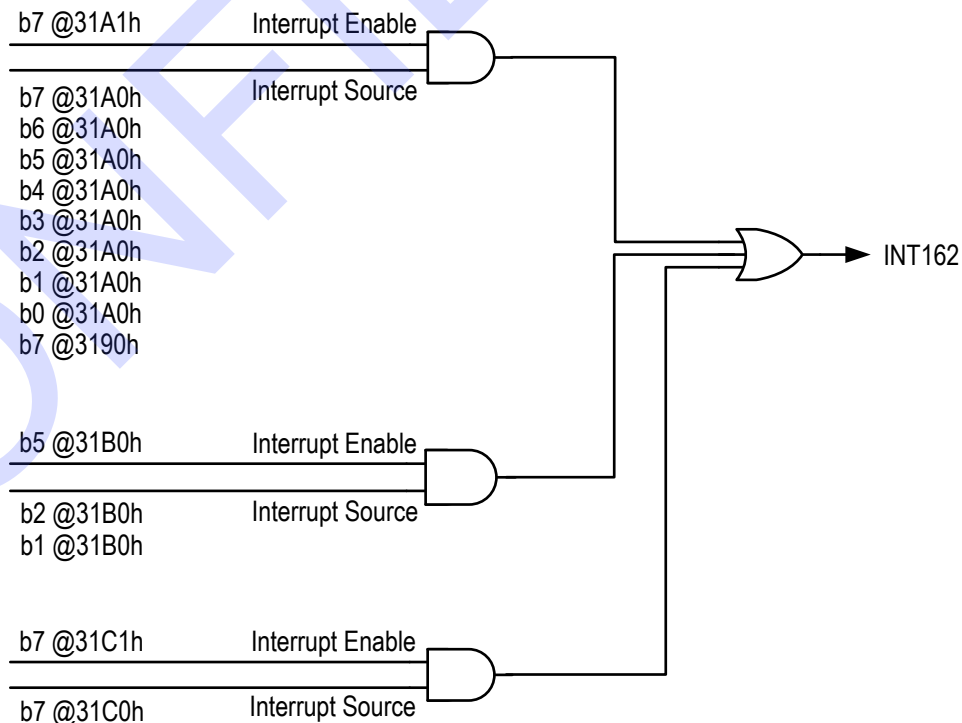 b7 @31A1h Interrupt Enable
Interrupt Source
b7 @31A0h
b6 @31A0h
b5 @31A0h
b4 @31A0h
b3 @31A0h
b2 @31A0h
b1 @31A0h
b0 @31A0h
b7 @3190h
INT162
b5 @31B0h Interrupt Enable
b2 @31B0h Interrupt Source
b1 @31B0h
b7 @31C1h Interrupt Enable
b7 @31C0h Interrupt Source